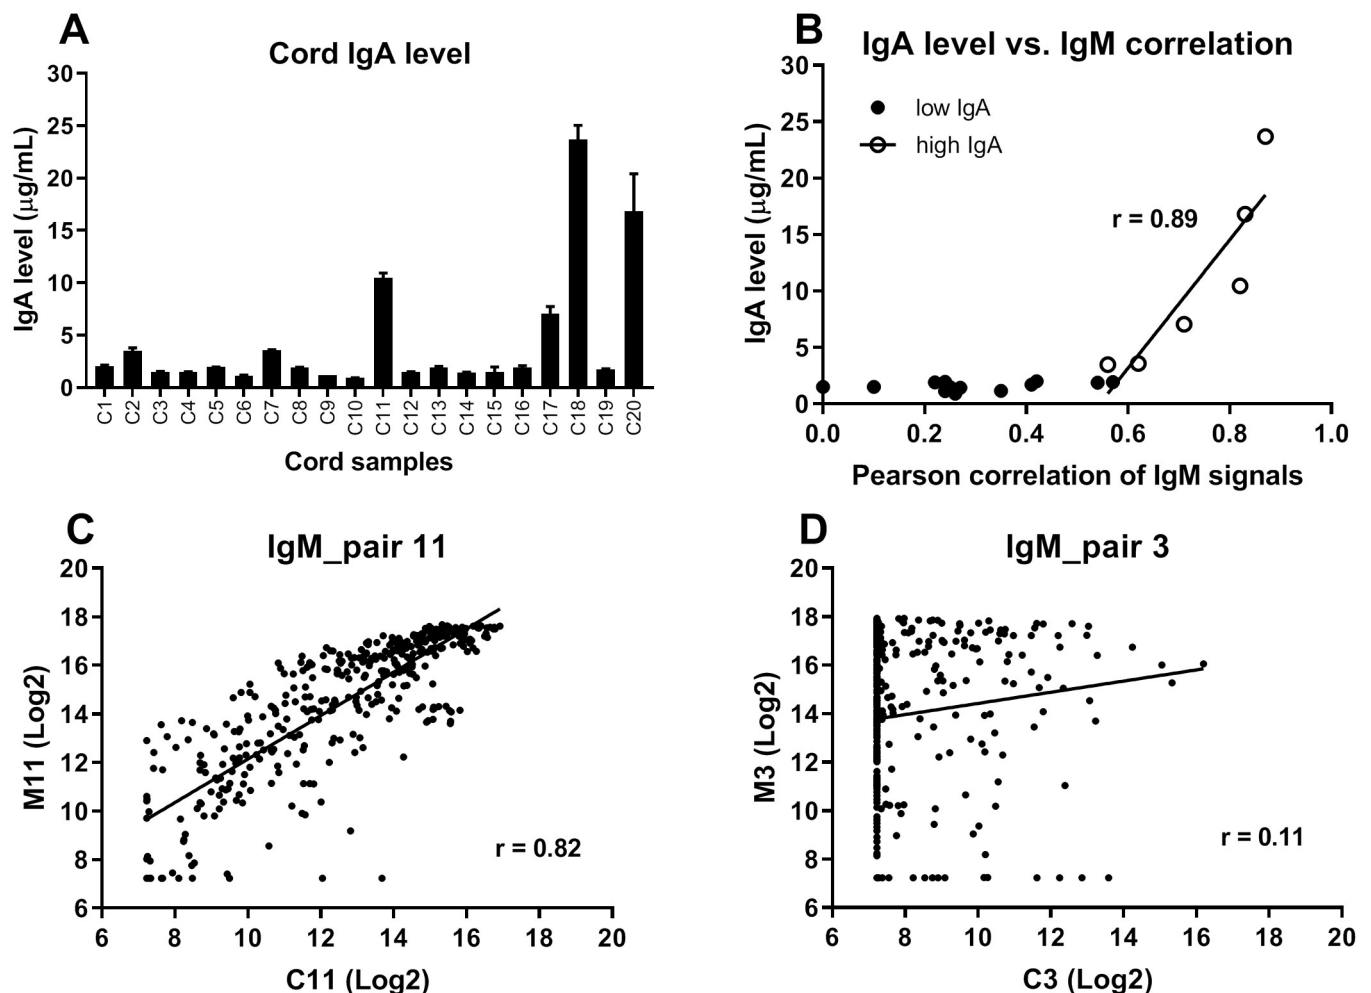 A
Cord IgA level
30
25
20
15
10
5
0
IgA level (µg/mL)
C1
C2
C3
C4
C5
C6
C7
C8
C9
C10
C11
C12
C13
C14
C15
C16
C17
C18
C19
C20
Cord samples
B
IgA level vs. IgM correlation
30
25
20
15
10
5
0
IgA level (µg/mL)
low IgA
high IgA
r = 0.89
0.0 0.2 0.4 0.6 0.8 1.0
Pearson correlation of IgM signals
C
IgM_pair 11
20
18
16
14
12
10
8
6
M11 (Log2)
r = 0.82
6 8 10 12 14 16 18 20
C11 (Log2)
D
IgM_pair 3
20
18
16
14
12
10
8
6
M3 (Log2)
r = 0.11
6 8 10 12 14 16 18 20
C3 (Log2)